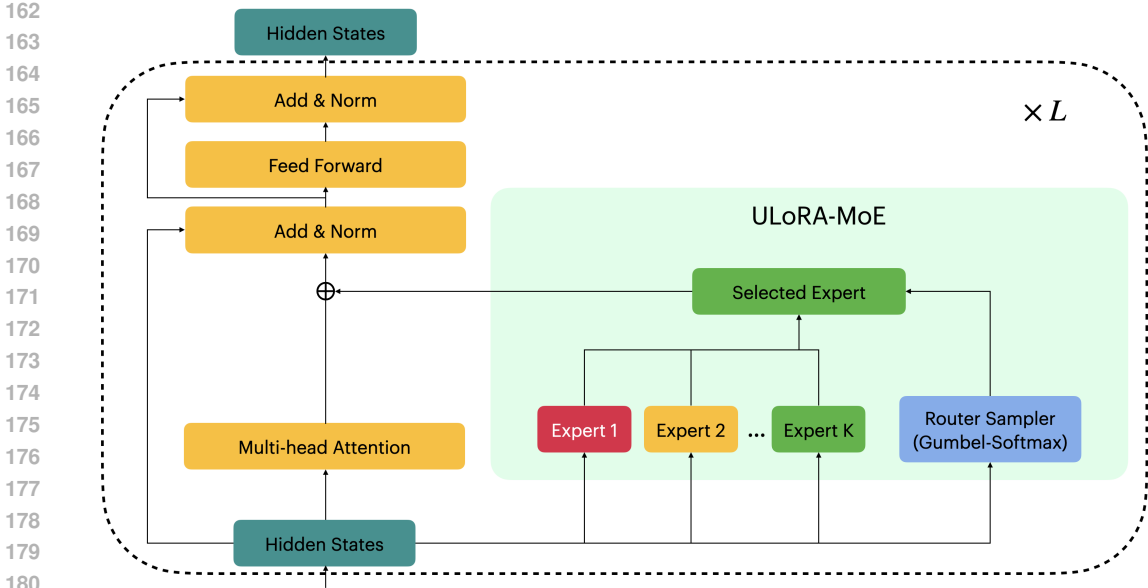 162
163
164
165
166
167
168
169
170
171
172
173
174
175
176
177
178
179
180
Hidden States
Add & Norm
× L
Feed Forward
ULoRA-MoE
Add & Norm
Selected Expert
Expert 1
Expert 2
...
Expert K
Router Sampler
(Gumbel-Softmax)
Multi-head Attention
Hidden States